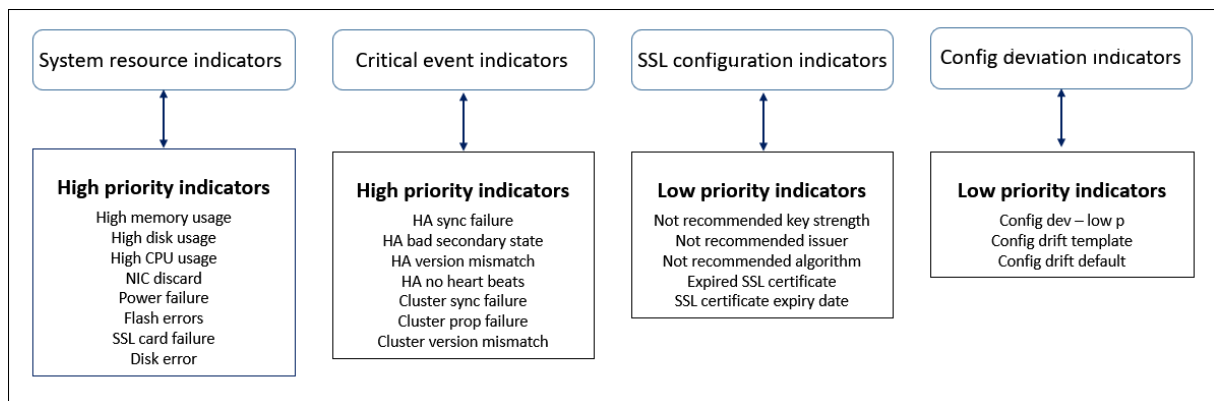 System resource indicators
High priority indicators
High memory usage
High disk usage
High CPU usage
NIC discard
Power failure
Flash errors
SSL card failure
Disk error
Critical event indicators
High priority indicators
HA sync failure
HA bad secondary state
HA version mismatch
HA no heart beats
Cluster sync failure
Cluster prop failure
Cluster version mismatch
SSL configuration indicators
Low priority indicators
Not recommended key strength
Not recommended issuer
Not recommended algorithm
Expired SSL certificate
SSL certificate expiry date
Config deviation indicators
Low priority indicators
Config dev – low p
Config drift template
Config drift default